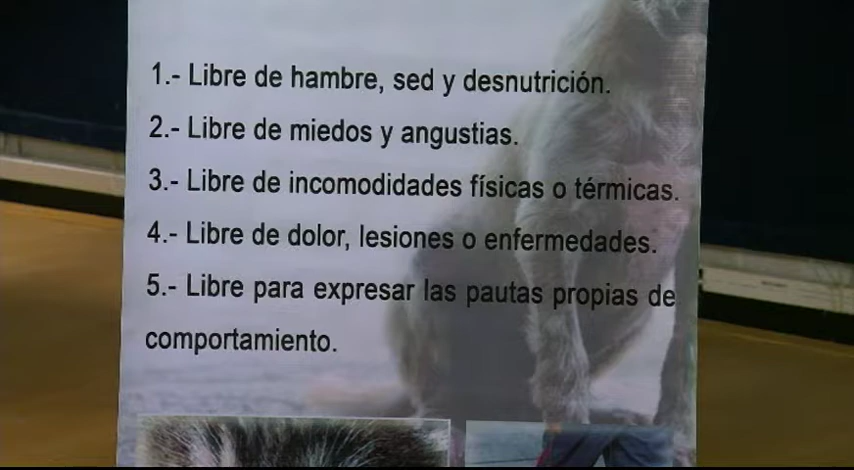 1.- Libre de hambre, sed y desnutrición.
2.- Libre de miedos y angustias.
3.- Libre de incomodidades físicas o térmicas.
4.- Libre de dolor, lesiones o enfermedades.
5.- Libre para expresar las pautas propias de
comportamiento.